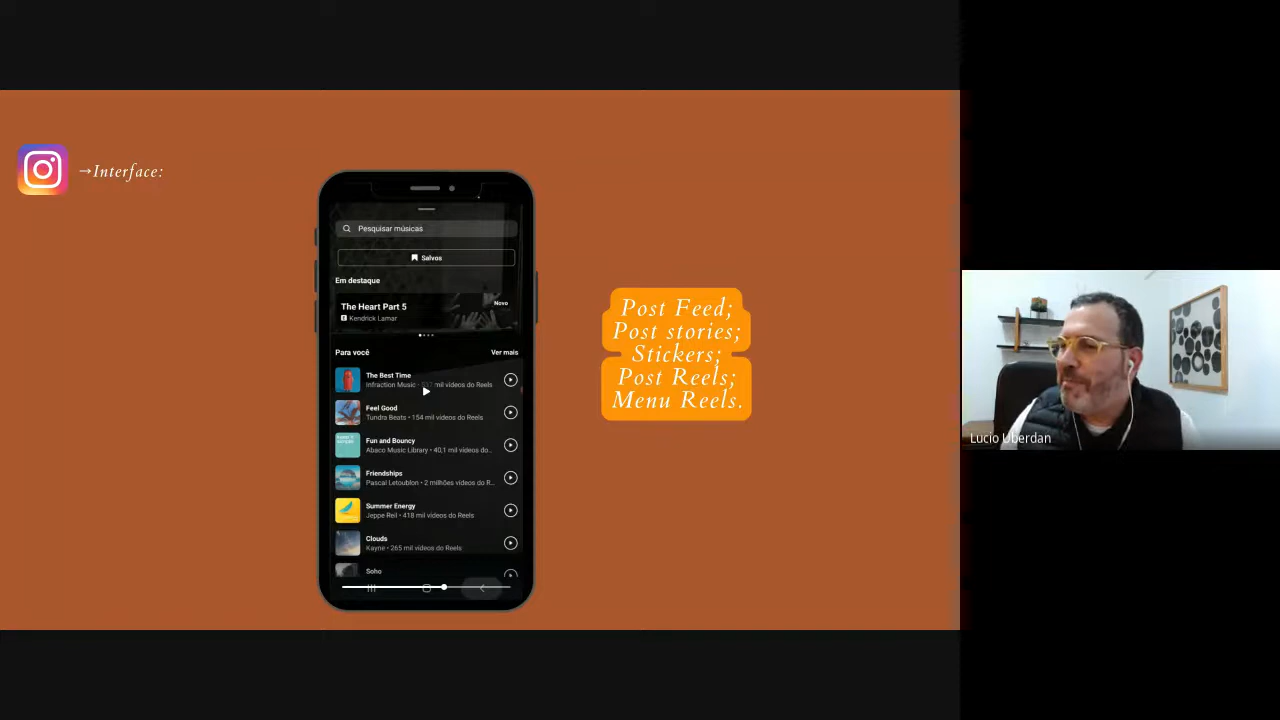 →Interface:
Pesquisar músicas
Salvos
Em destaque
The Heart Part 5
Novo
E Kendrick Lamar
Para você
Ver mais
The Best Time
Infraction Music • mil vídeos do Reels
Feel Good
Tundra Beats • 154 mil vídeos do Reels
Fun and Bouncy
Abaco Music Library • 40,1 mil vídeos do...
Friendships
Pascal Letoublon • 2 milhões vídeos do R...
Summer Energy
Jeppe Reil • 418 mil vídeos do Reels
Clouds
Kayne • 265 mil vídeos do Reels
Soho
Post Feed;
Post stories;
Stickers;
Post Reels;
Menu Reels.
Lucio Uberdan